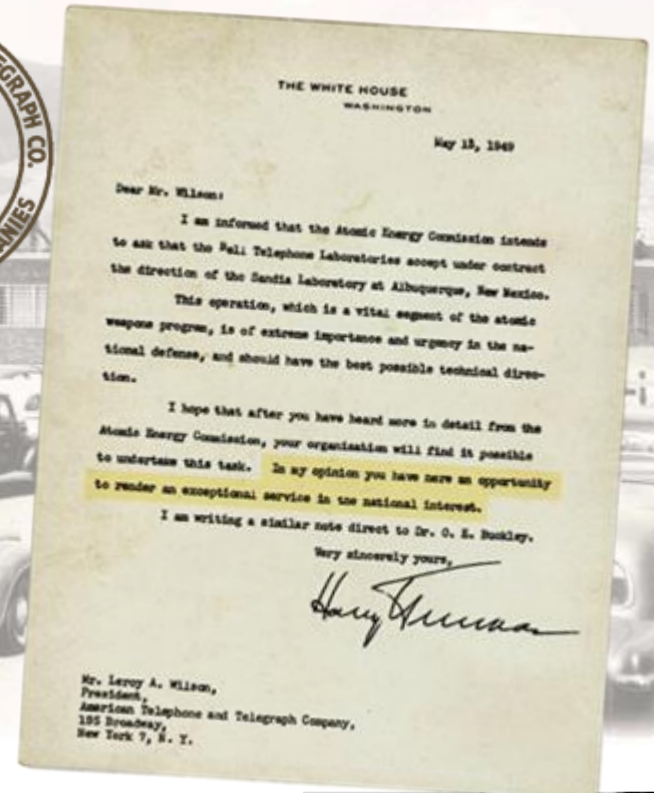 EGRAPH CO.
NIES
THE WHITE HOUSE
WASHINGTON
May 13, 1949
Dear Mr. Wilson:
I am informed that the Atomic Energy Commission intends
to ask that the Bell Telephone Laboratories accept under contract
the direction of the Sandia Laboratory at Albuquerque, New Mexico.
This operation, which is a vital segment of the atomic
weapons program, is of extreme importance and urgency in the na-
tional defense, and should have the best possible technical direc-
tion.
I hope that after you have heard more in detail from the
Atomic Energy Commission, your organization will find it possible
to undertake this task. In my opinion you have here an opportunity
to render an exceptional service in the national interest.
I am writing a similar note direct to Dr. O. E. Buckley.
Very sincerely yours,
Harry Truman
Mr. Leroy A. Wilson,
President,
American Telephone and Telegraph Company,
195 Broadway,
New York 7, N. Y.